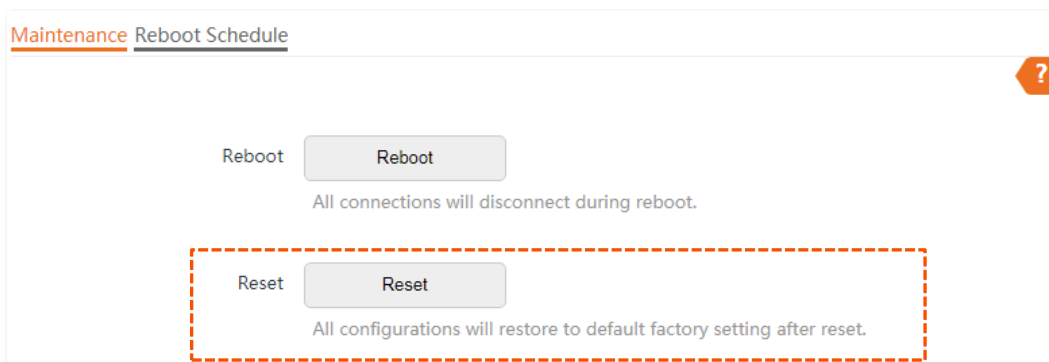 Maintenance Reboot Schedule
?
Reboot Reboot
All connections will disconnect during reboot.
Reset Reset
All configurations will restore to default factory setting after reset.